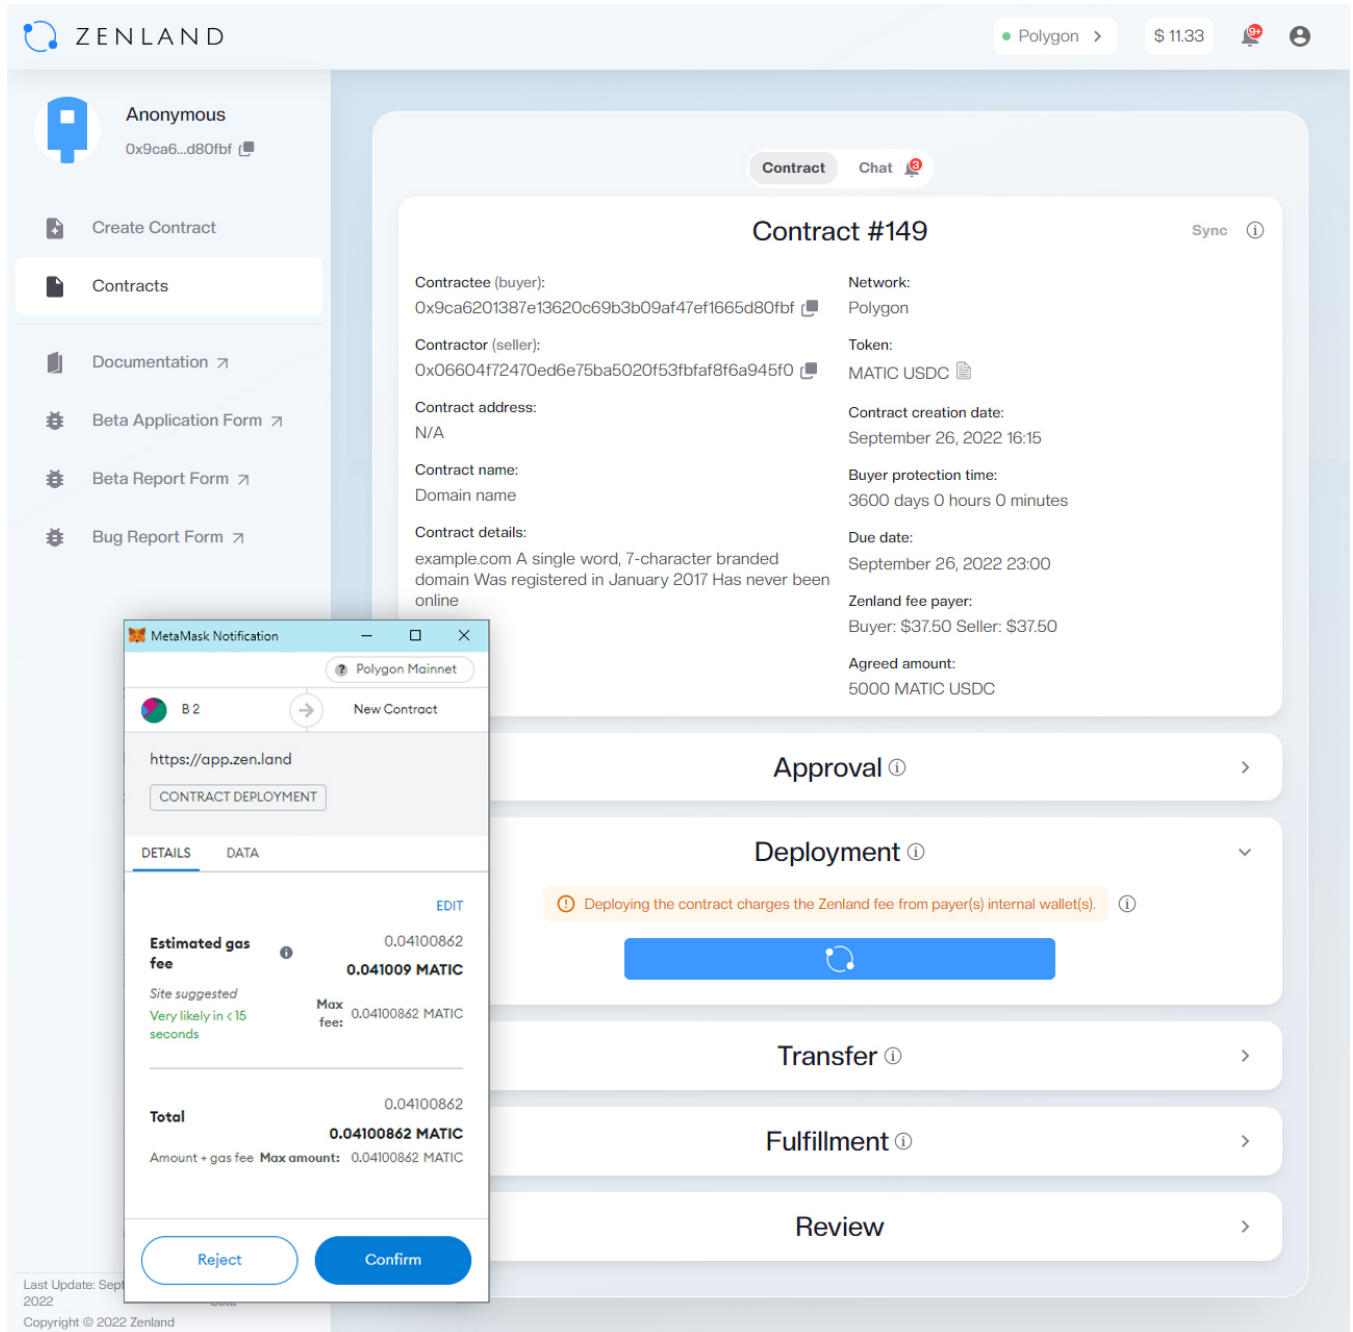 ZENLAND
Polygon
$ 11.33
9+
Anonymous
0x9ca6...d80fbf
Create Contract
Contracts
Documentation
Beta Application Form
Beta Report Form
Bug Report Form
Contract
Chat
3
Contract #149
Sync
Contractee (buyer):
0x9ca6201387e13620c69b3b09af47ef1665d80fbf
Contractor (seller):
0x06604f72470ed6e75ba5020f53fbfaf8f6a945f0
Contract address:
N/A
Contract name:
Domain name
Contract details:
example.com A single word, 7-character branded
domain Was registered in January 2017 Has never been
online
Network:
Polygon
Token:
MATIC USDC
Contract creation date:
September 26, 2022 16:15
Buyer protection time:
3600 days 0 hours 0 minutes
Due date:
September 26, 2022 23:00
Zenland fee payer:
Buyer: $37.50 Seller: $37.50
Agreed amount:
5000 MATIC USDC
Approval
Deployment
Deploying the contract charges the Zenland fee from payer(s) internal wallet(s).
Transfer
Fulfillment
Review
MetaMask Notification
Polygon Mainnet
B 2
New Contract
https://app.zen.land
CONTRACT DEPLOYMENT
DETAILS
DATA
EDIT
Estimated gas
fee
0.04100862
0.041009 MATIC
Site suggested
Very likely in < 15
seconds
Max
fee:
0.04100862 MATIC
Total
0.04100862
0.04100862 MATIC
Amount + gas fee Max amount: 0.04100862 MATIC
Reject
Confirm
Last Update: Sept
2022
Copyright © 2022 Zenland